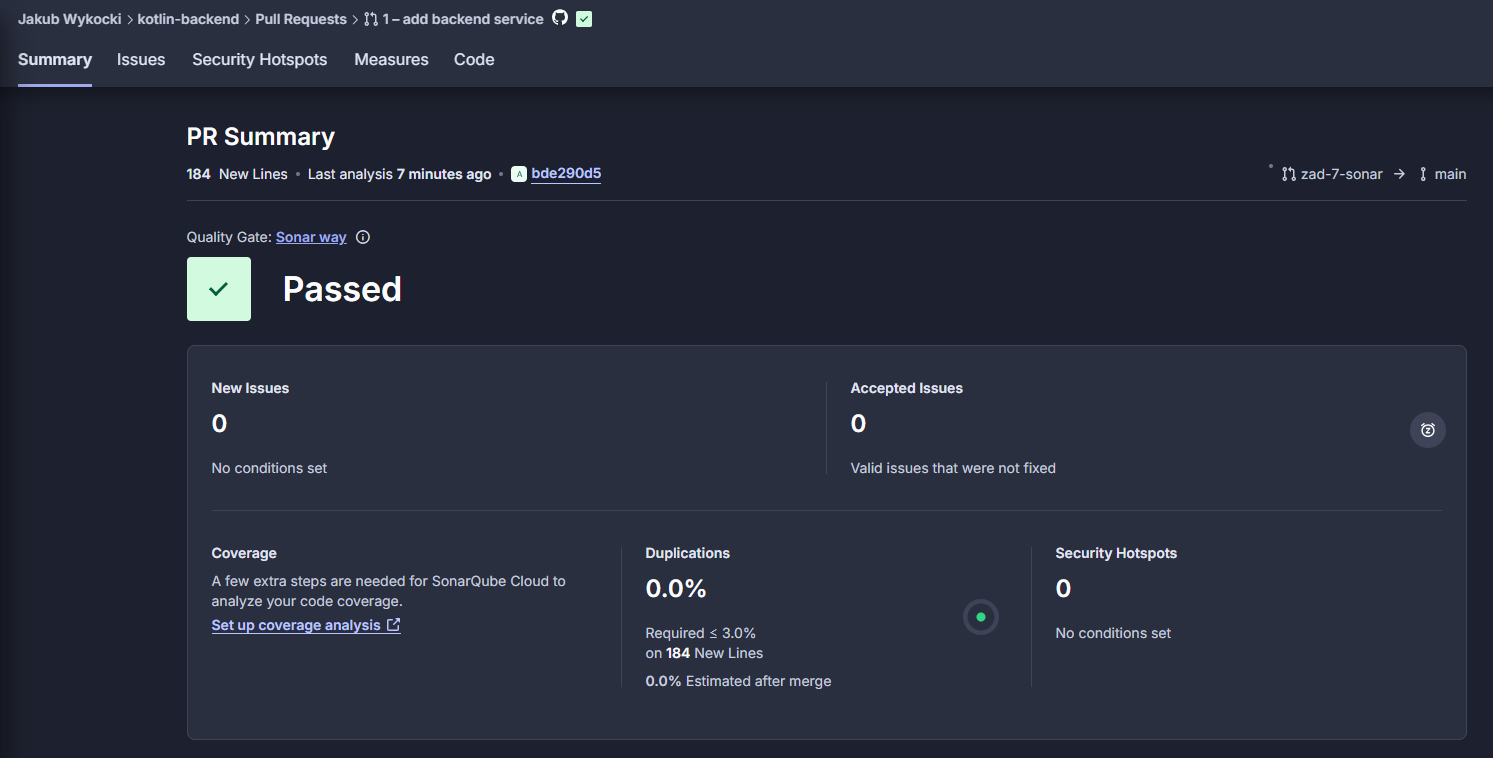 Jakub Wykocki > kotlin-backend > Pull Requests > 1 – add backend service
Summary Issues Security Hotspots Measures Code
PR Summary
184 New Lines • Last analysis 7 minutes ago • A bde290d5
zad-7-sonar → main
Quality Gate: Sonar way
Passed
New Issues
0
No conditions set
Accepted Issues
0
Valid issues that were not fixed
Coverage
A few extra steps are needed for SonarQube Cloud to
analyze your code coverage.
Set up coverage analysis
Duplications
0.0%
Required ≤ 3.0%
on 184 New Lines
0.0% Estimated after merge
Security Hotspots
0
No conditions set